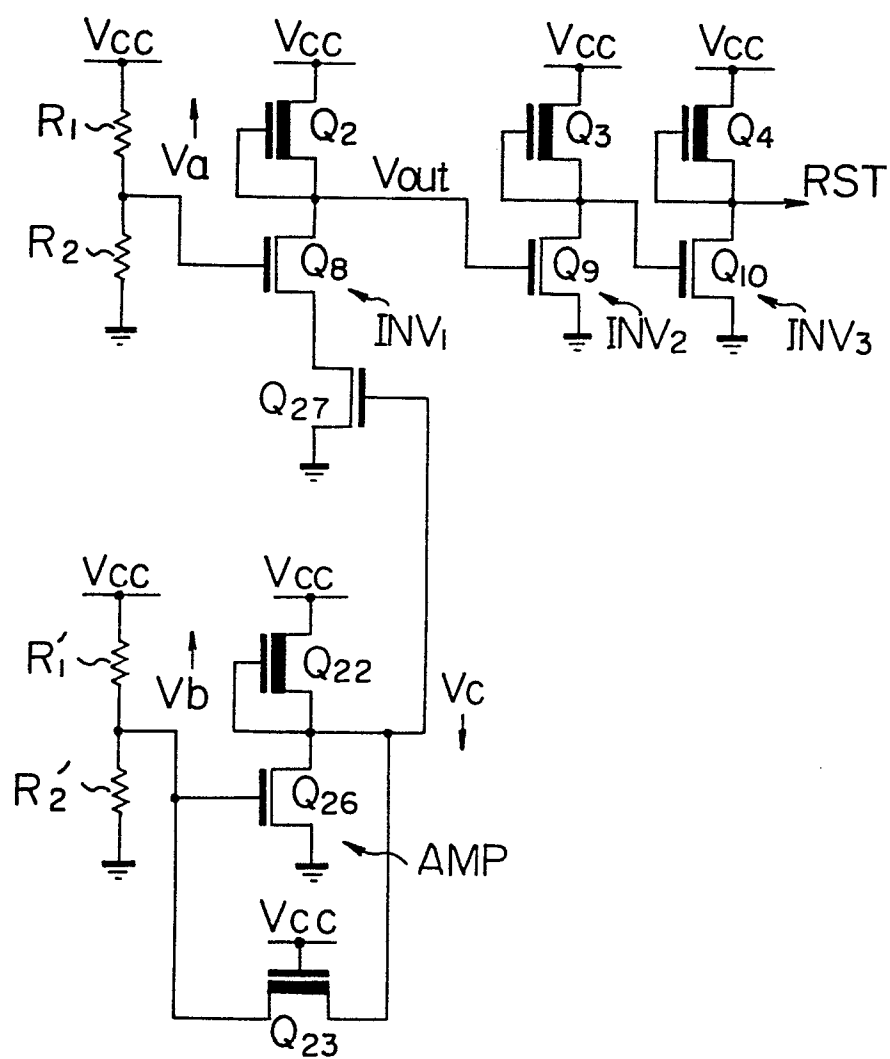 Vcc Vcc Vcc Vcc
R1 Va Q2 Q3 Q4
Vout RST
R2 Q8 Q9 Q10
INV1 INV2 INV3
Q27
Vcc Vcc
R1′ Vb Q22 Vc
R2′ Q26
AMP
Vcc
Q23